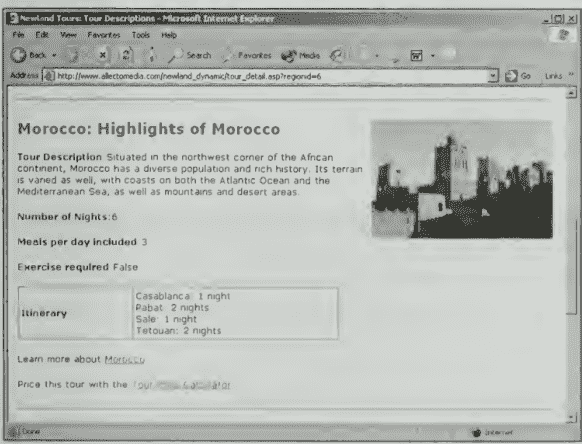 Newland Tours: Tour Descriptions - Microsoft Internet Explorer
File Edit View Favorites Tools Help
Back Search Favorites Media
Address http://www.allectomedia.com/newland_dynamic/tour_detail.asp?regionid=6 Go Links »
Morocco: Highlights of Morocco
Tour Description Situated in the northwest corner of the African
continent, Morocco has a diverse population and rich history. Its terrain
is varied as well, with coasts on both the Atlantic Ocean and the
Mediterranean Sea, as well as mountains and desert areas.
Number of Nights:6
Meals per day included 3
Exercise required False
Itinerary
Casablanca: 1 night
Rabat: 2 nights
Sale: 1 night
Tetouan: 2 nights
Learn more about Morocco
Price this tour with the Tour Calculator
Done Internet